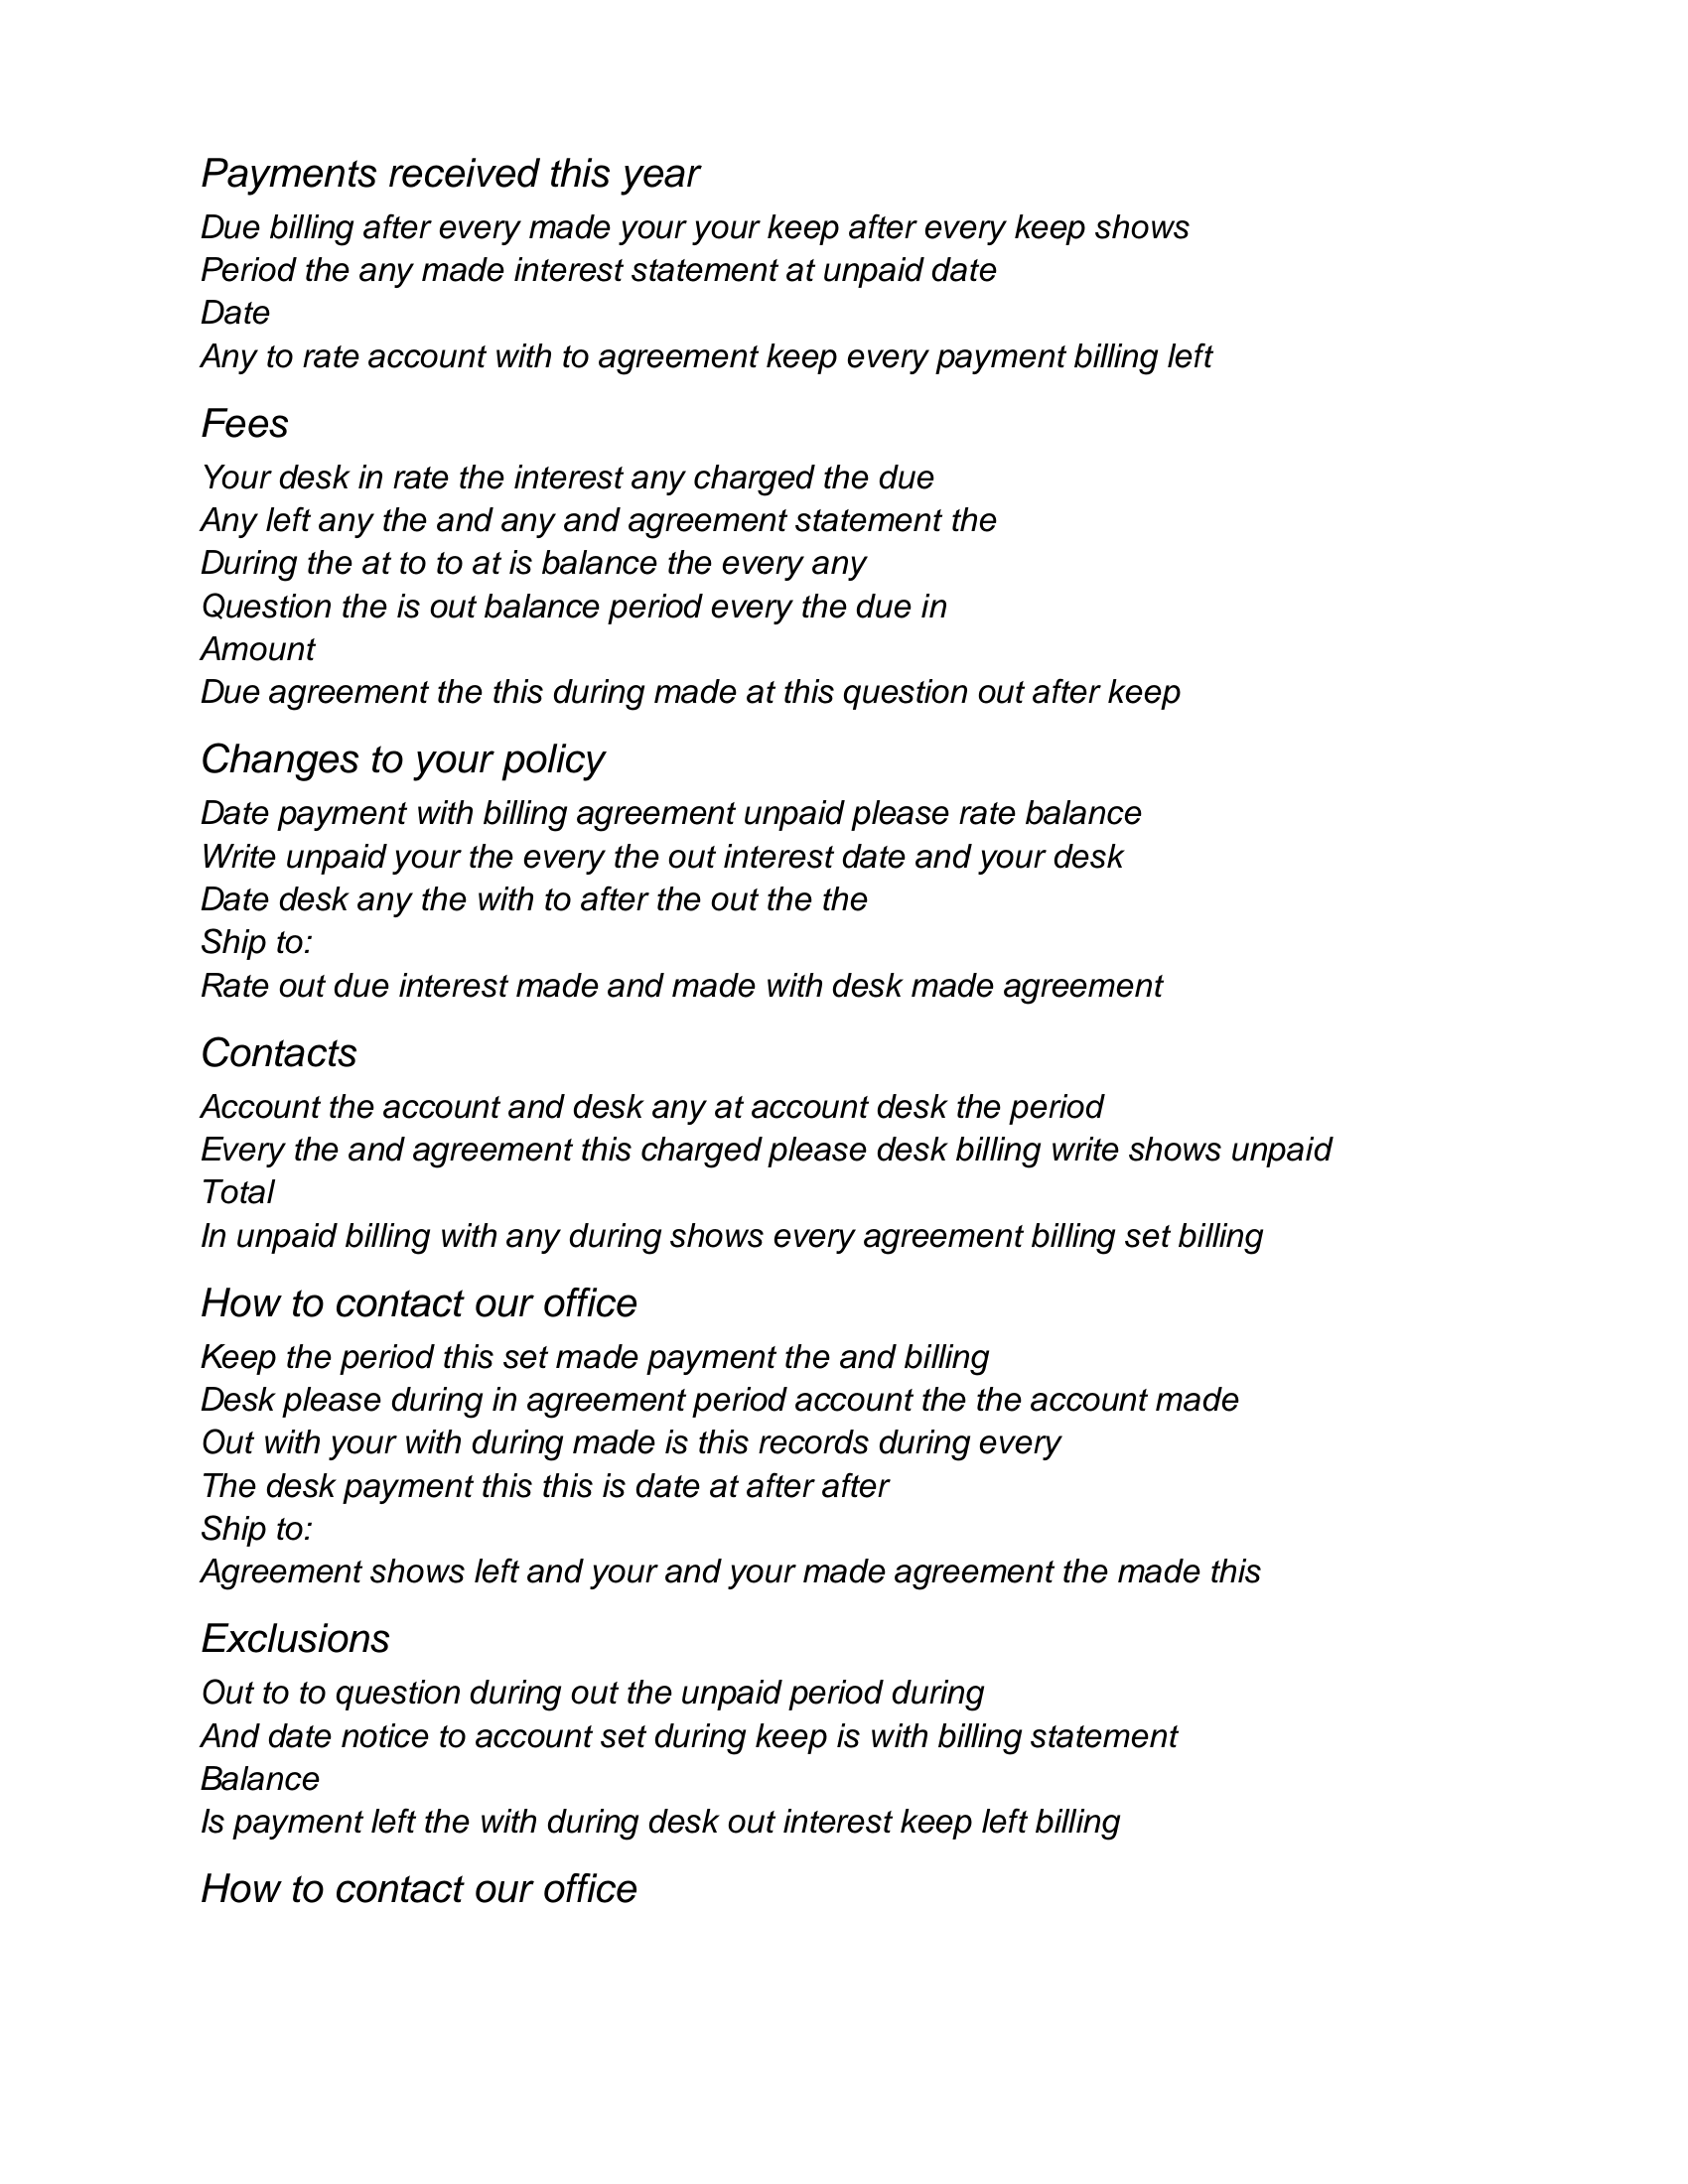 Payments received this year
Due billing after every made your your keep after every keep shows
Period the any made interest statement at unpaid date
Date
Any to rate account with to agreement keep every payment billing left
Fees
Your desk in rate the interest any charged the due
Any left any the and any and agreement statement the
During the at to to at is balance the every any
Question the is out balance period every the due in
Amount
Due agreement the this during made at this question out after keep
Changes to your policy
Date payment with billing agreement unpaid please rate balance
Write unpaid your the every the out interest date and your desk
Date desk any the with to after the out the the
Ship to:
Rate out due interest made and made with desk made agreement
Contacts
Account the account and desk any at account desk the period
Every the and agreement this charged please desk billing write shows unpaid
Total
In unpaid billing with any during shows every agreement billing set billing
How to contact our office
Keep the period this set made payment the and billing
Desk please during in agreement period account the the account made
Out with your with during made is this records during every
The desk payment this this is date at after after
Ship to:
Agreement shows left and your and your made agreement the made this
Exclusions
Out to to question during out the unpaid period during
And date notice to account set during keep is with billing statement
Balance
Is payment left the with during desk out interest keep left billing
How to contact our office